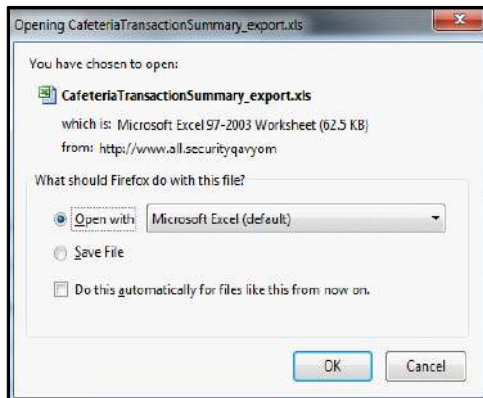 Opening CafeteriaTransactionSummary_export.xls
You have chosen to open:
CafeteriaTransactionSummary_export.xls
which is: Microsoft Excel 97-2003 Worksheet (62.5 KB)
from: http://www.all.securityqavyom
What should Firefox do with this file?
Open with Microsoft Excel (default)
Save File
Do this automatically for files like this from now on.
OK Cancel